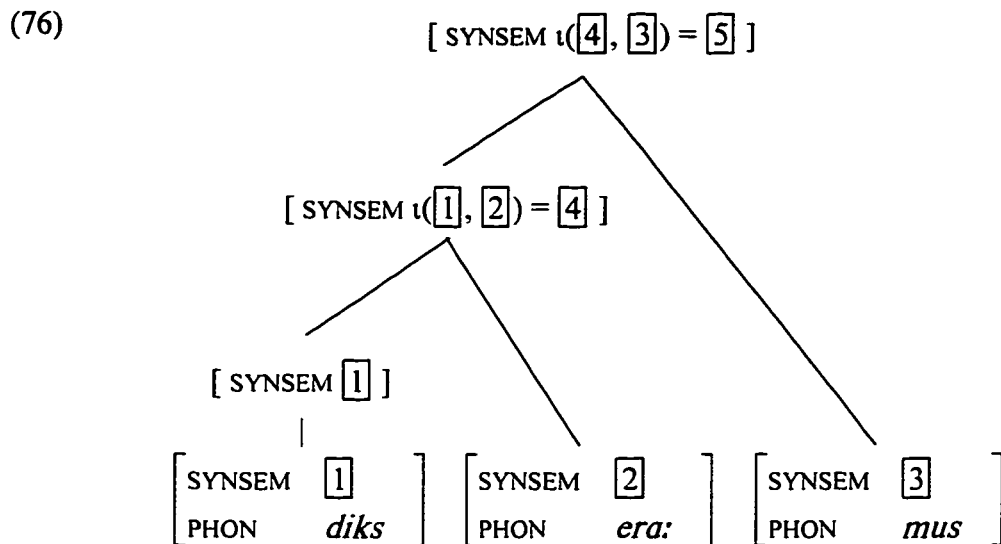 (76)
[ SYNSEM ι(4, 3) = 5 ]
[ SYNSEM ι(1, 2) = 4 ]
[ SYNSEM 1 ]
SYNSEM 1 SYNSEM 2 SYNSEM 3
PHON diks PHON era: PHON mus